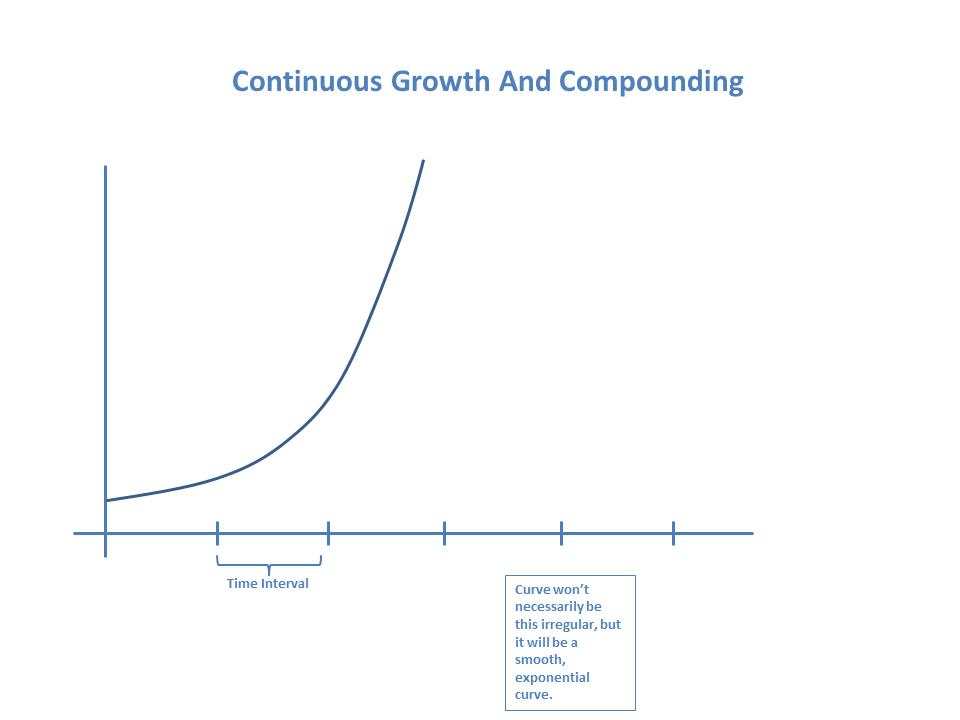 Continuous Growth And Compounding
Time Interval
Curve won’t
necessarily be
this irregular, but
it will be a
smooth,
exponential
curve.